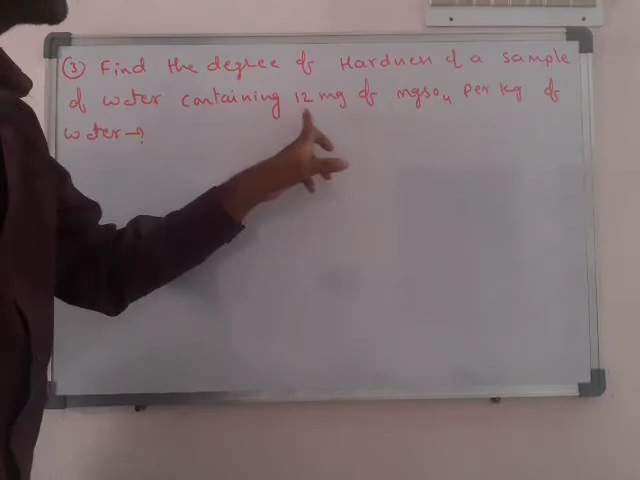 ③ Find the degree of Hardness of a sample
of water containing 12 mg of mgso₄ per kg of
water →?